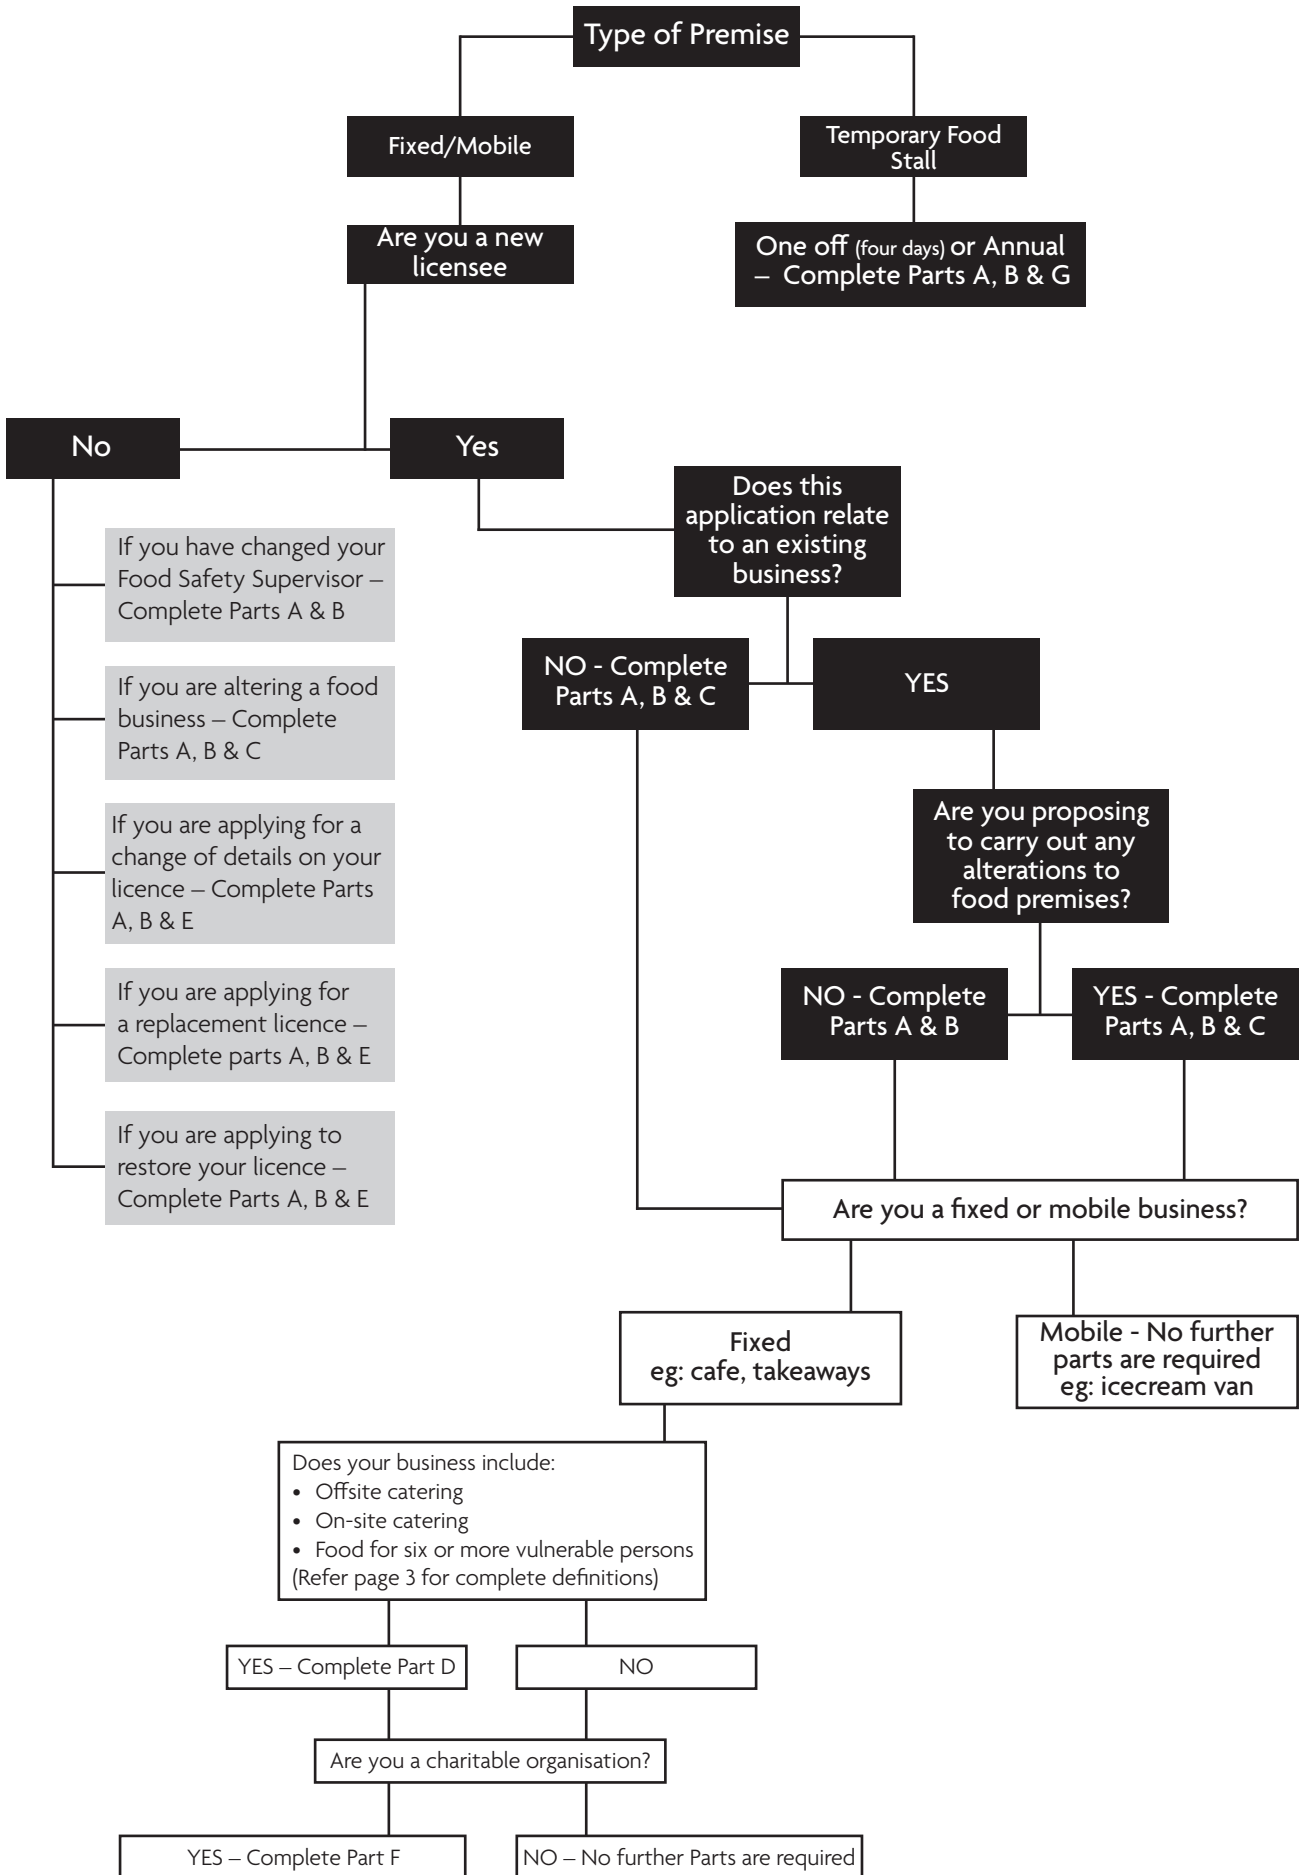 Type of Premise
Fixed/Mobile
Temporary Food
Stall
Are you a new
licensee
One off (four days) or Annual
– Complete Parts A, B & G
No
Yes
Does this
application relate
to an existing
business?
If you have changed your
Food Safety Supervisor –
Complete Parts A & B
NO - Complete
Parts A, B & C
YES
If you are altering a food
business – Complete
Parts A, B & C
Are you proposing
to carry out any
alterations to
food premises?
If you are applying for a
change of details on your
licence – Complete Parts
A, B & E
NO - Complete
Parts A & B
YES - Complete
Parts A, B & C
If you are applying for
a replacement licence –
Complete parts A, B & E
If you are applying to
restore your licence –
Complete Parts A, B & E
Are you a fixed or mobile business?
Fixed
eg: cafe, takeaways
Mobile - No further
parts are required
eg: icecream van
Does your business include:
• Offsite catering
• On-site catering
• Food for six or more vulnerable persons
(Refer page 3 for complete definitions)
YES – Complete Part D
NO
Are you a charitable organisation?
YES – Complete Part F
NO – No further Parts are required